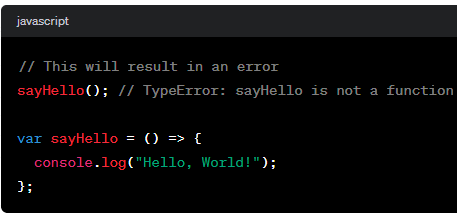 javascript
// This will result in an error
sayHello(); // TypeError: sayHello is not a function
var sayHello = () => {
  console.log("Hello, World!");
};